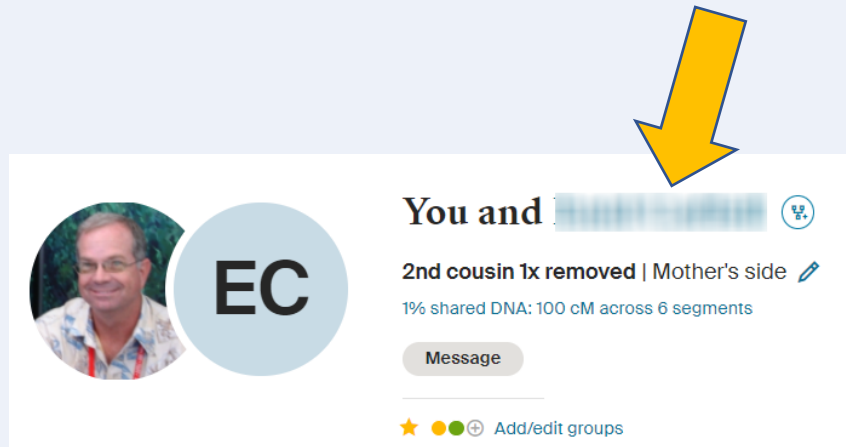 EC
You and
2nd cousin 1x removed | Mother's side
1% shared DNA: 100 cM across 6 segments
Message
Add/edit groups